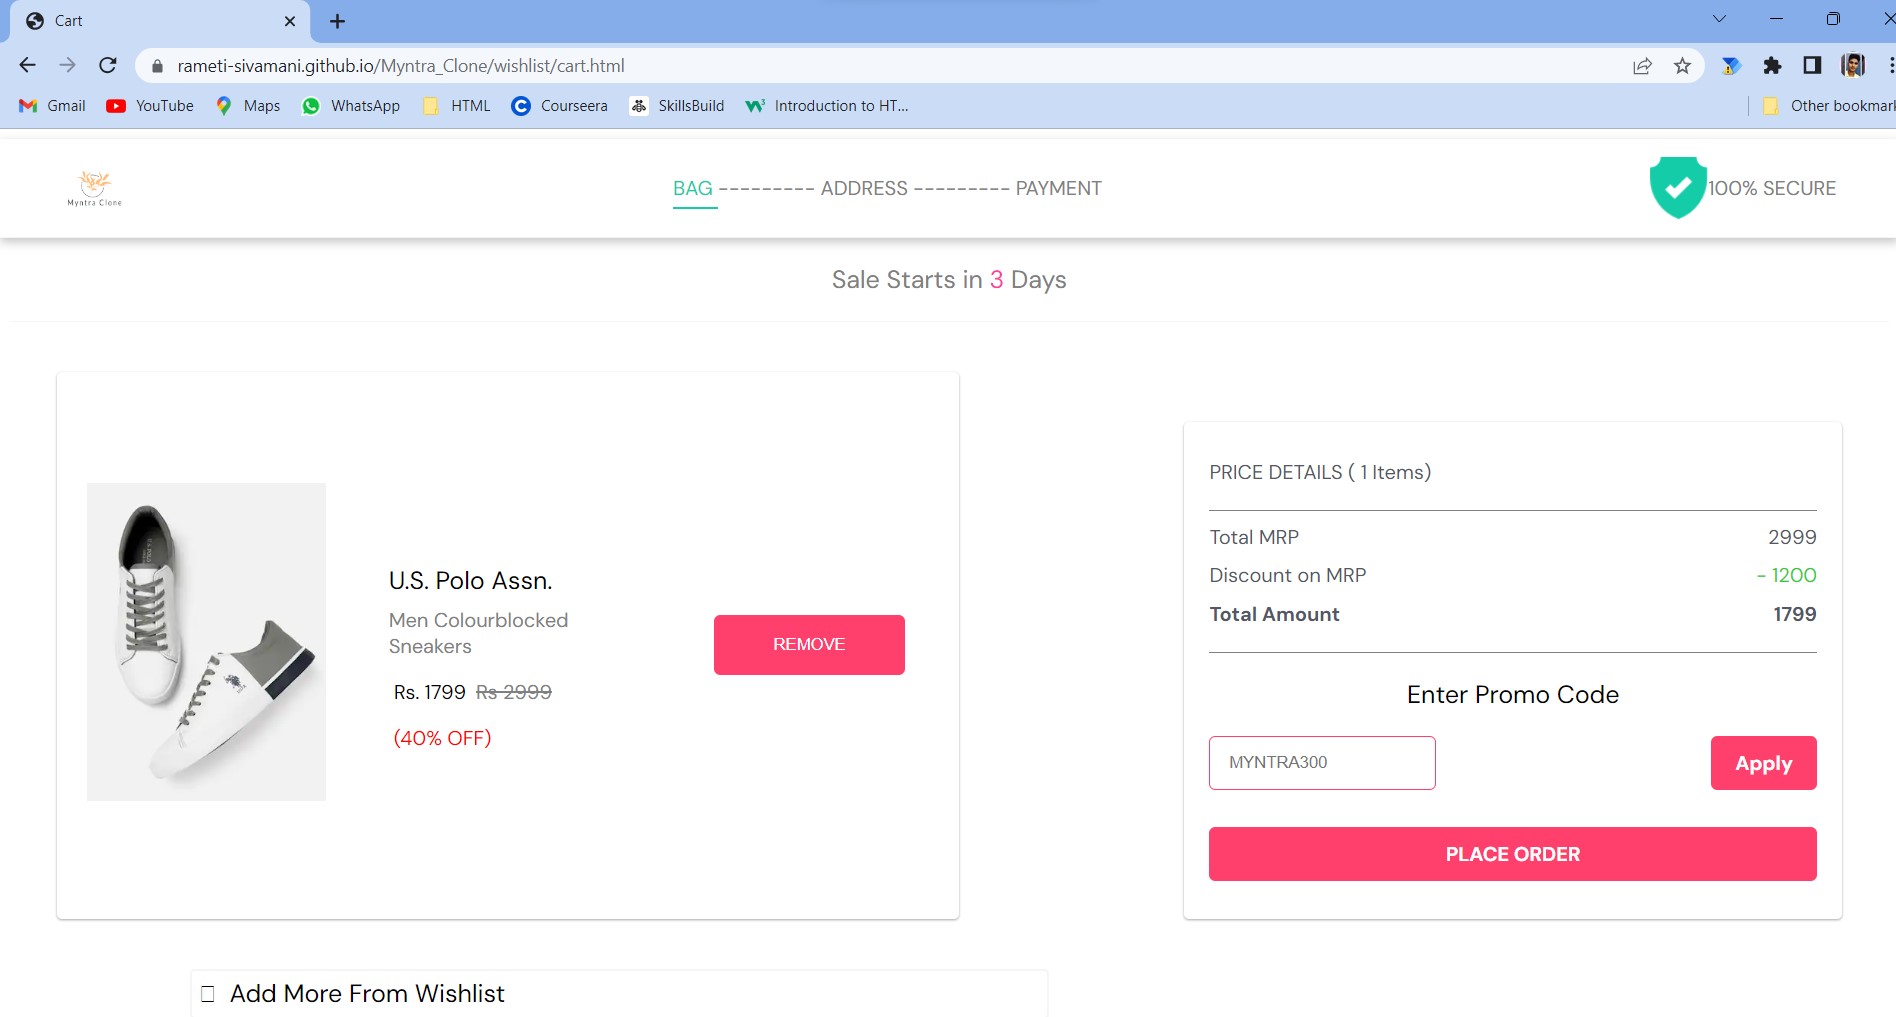 Cart
rameti-sivamani.github.io/Myntra_Clone/wishlist/cart.html
Gmail YouTube Maps WhatsApp HTML Courseera SkillsBuild Introduction to HT... Other bookmark
Myntra Clone
BAG --------- ADDRESS --------- PAYMENT
100% SECURE
Sale Starts in 3 Days
U.S. Polo Assn.
Men Colourblocked
Sneakers
Rs. 1799 Rs 2999
(40% OFF)
REMOVE
PRICE DETAILS ( 1 Items)
Total MRP 2999
Discount on MRP - 1200
Total Amount 1799
Enter Promo Code
MYNTRA300
Apply
PLACE ORDER
Add More From Wishlist